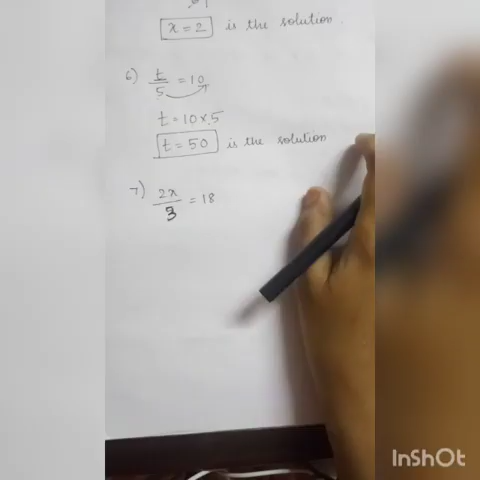 x = 2 is the solution.
6) t/5 = 10
t = 10 × 5
t = 50 is the solution
7) 2x/3 = 18
InShOt